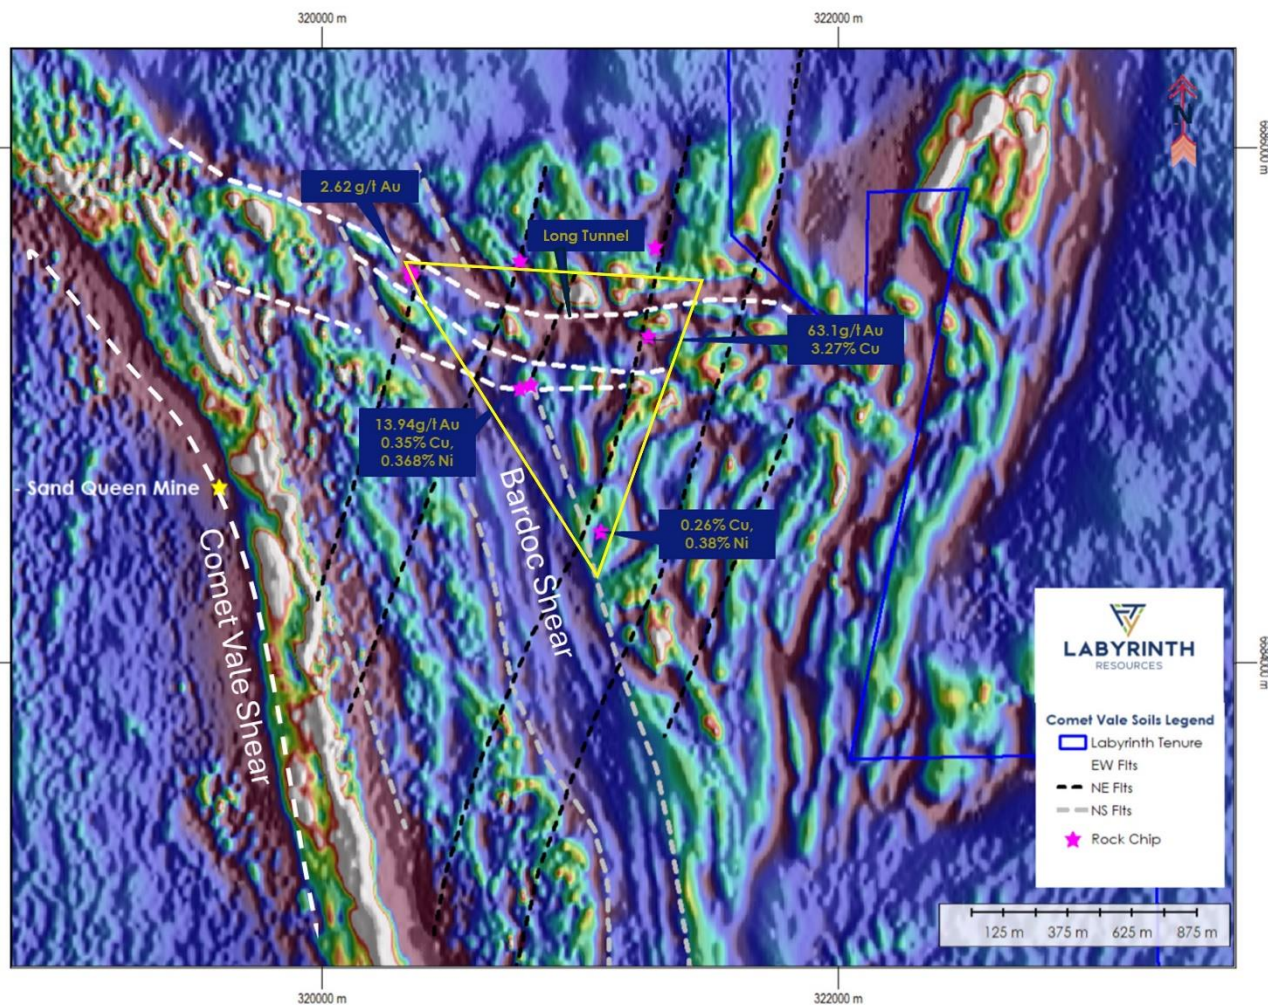 320000 m
322000 m
N
2.62 g/t Au
Long Tunnel
63.1g/t Au
3.27% Cu
13.94g/t Au
0.35% Cu,
0.368% Ni
- Sand Queen Mine
Bardoc Shear
0.26% Cu,
0.38% Ni
Comet Vale Shear
LABYRINTH
RESOURCES
Comet Vale Soils Legend
Labyrinth Tenure
EW Flts
NE Flts
NS Flts
Rock Chip
125 m 375 m 625 m 875 m
320000 m
322000 m